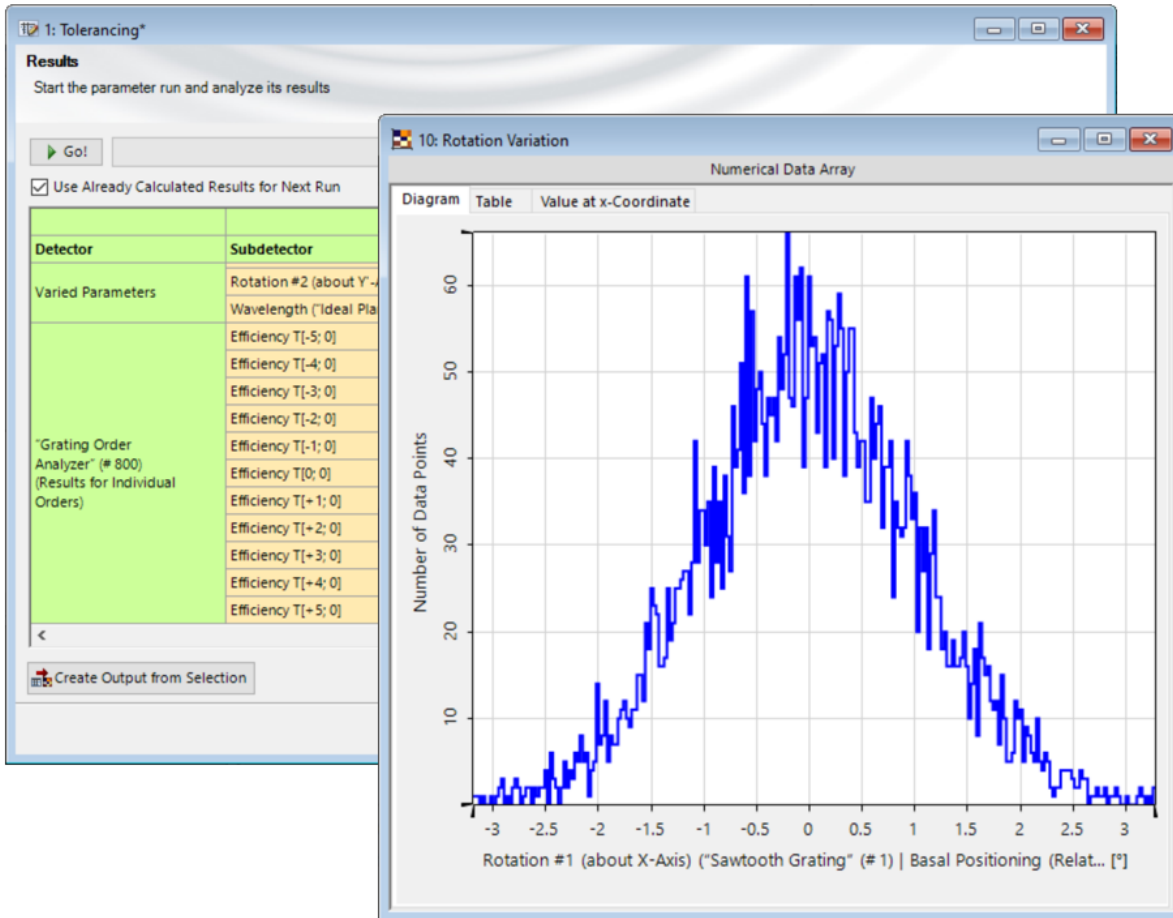 1: Tolerancing*
Results
Start the parameter run and analyze its results
Go!
Use Already Calculated Results for Next Run
Detector
Subdetector
Varied Parameters
Rotation #2 (about Y'-
Wavelength ("Ideal Pla
"Grating Order
Analyzer" (# 800)
(Results for Individual
Orders)
Efficiency T[-5; 0]
Efficiency T[-4; 0]
Efficiency T[-3; 0]
Efficiency T[-2; 0]
Efficiency T[-1; 0]
Efficiency T[0; 0]
Efficiency T[+1; 0]
Efficiency T[+2; 0]
Efficiency T[+3; 0]
Efficiency T[+4; 0]
Efficiency T[+5; 0]
<
Create Output from Selection
10: Rotation Variation
Numerical Data Array
Diagram Table Value at x-Coordinate
Number of Data Points
60
50
40
30
20
10
-3 -2.5 -2 -1.5 -1 -0.5 0 0.5 1 1.5 2 2.5 3
Rotation #1 (about X-Axis) ("Sawtooth Grating" (# 1) | Basal Positioning (Relat... [°]